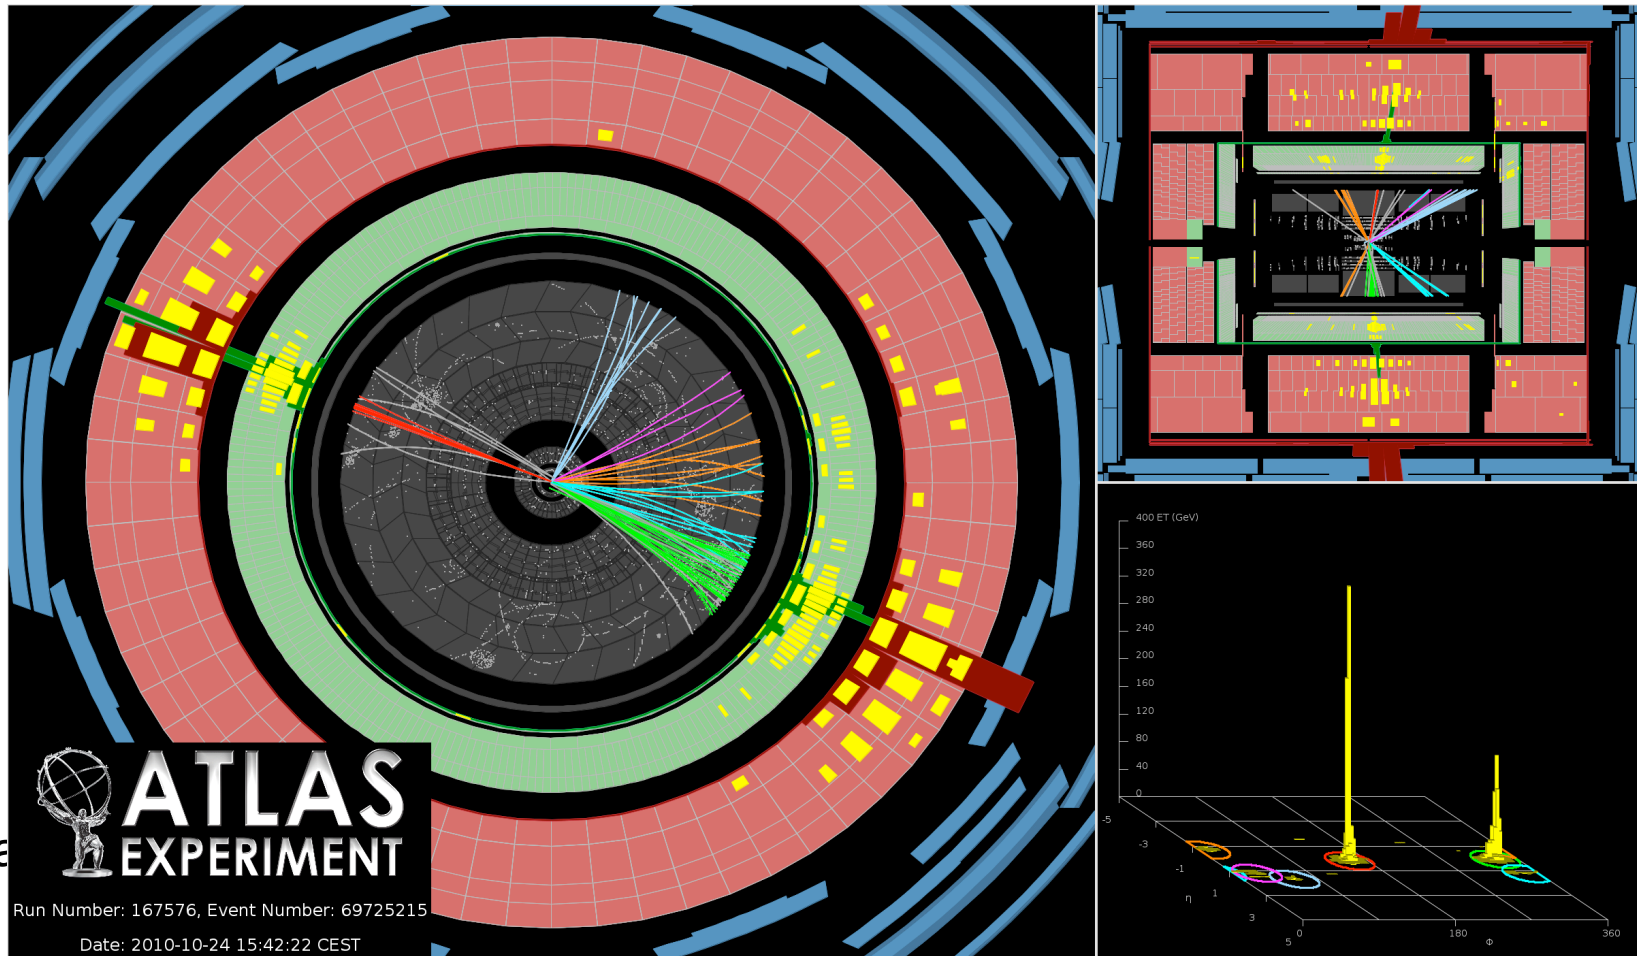 ATLAS
EXPERIMENT
a
Run Number: 167576, Event Number: 69725215
Date: 2010-10-24 15:42:22 CEST
400 ET (GeV)
360
320
280
240
200
160
120
80
40
0
-5
-3
-1
η 1
3
5
0 180 Φ 360